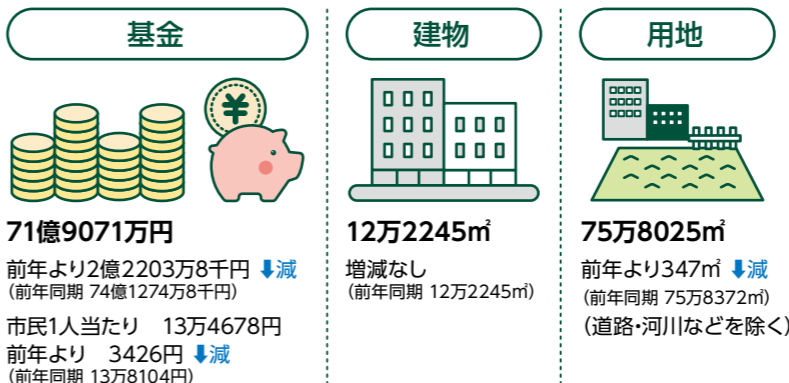 基金
¥
71億9071万円
前年より2億2203万8千円 ⬇減
(前年同期 74億1274万8千円)
市民1人当たり 13万4678円
前年より 3426円 ⬇減
(前年同期 13万8104円)
建物
12万2245㎡
増減なし
(前年同期 12万2245㎡)
用地
75万8025㎡
前年より347㎡ ⬇減
(前年同期 75万8372㎡)
(道路・河川などを除く)